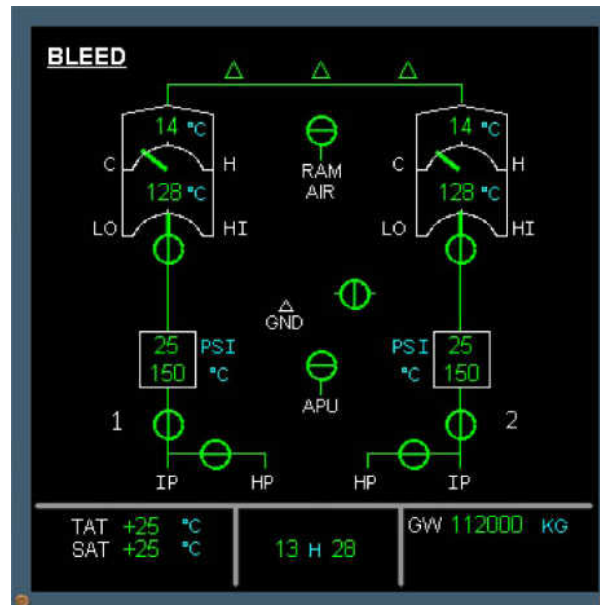 BLEED
14 °C 14 °C
C H C H
RAM
AIR
128 °C 128 °C
LO HI LO HI
GND
25 PSI PSI 25
150 °C °C 150
APU
1 2
IP HP HP IP
TAT +25 °C GW 112000 KG
SAT +25 °C 13 H 28